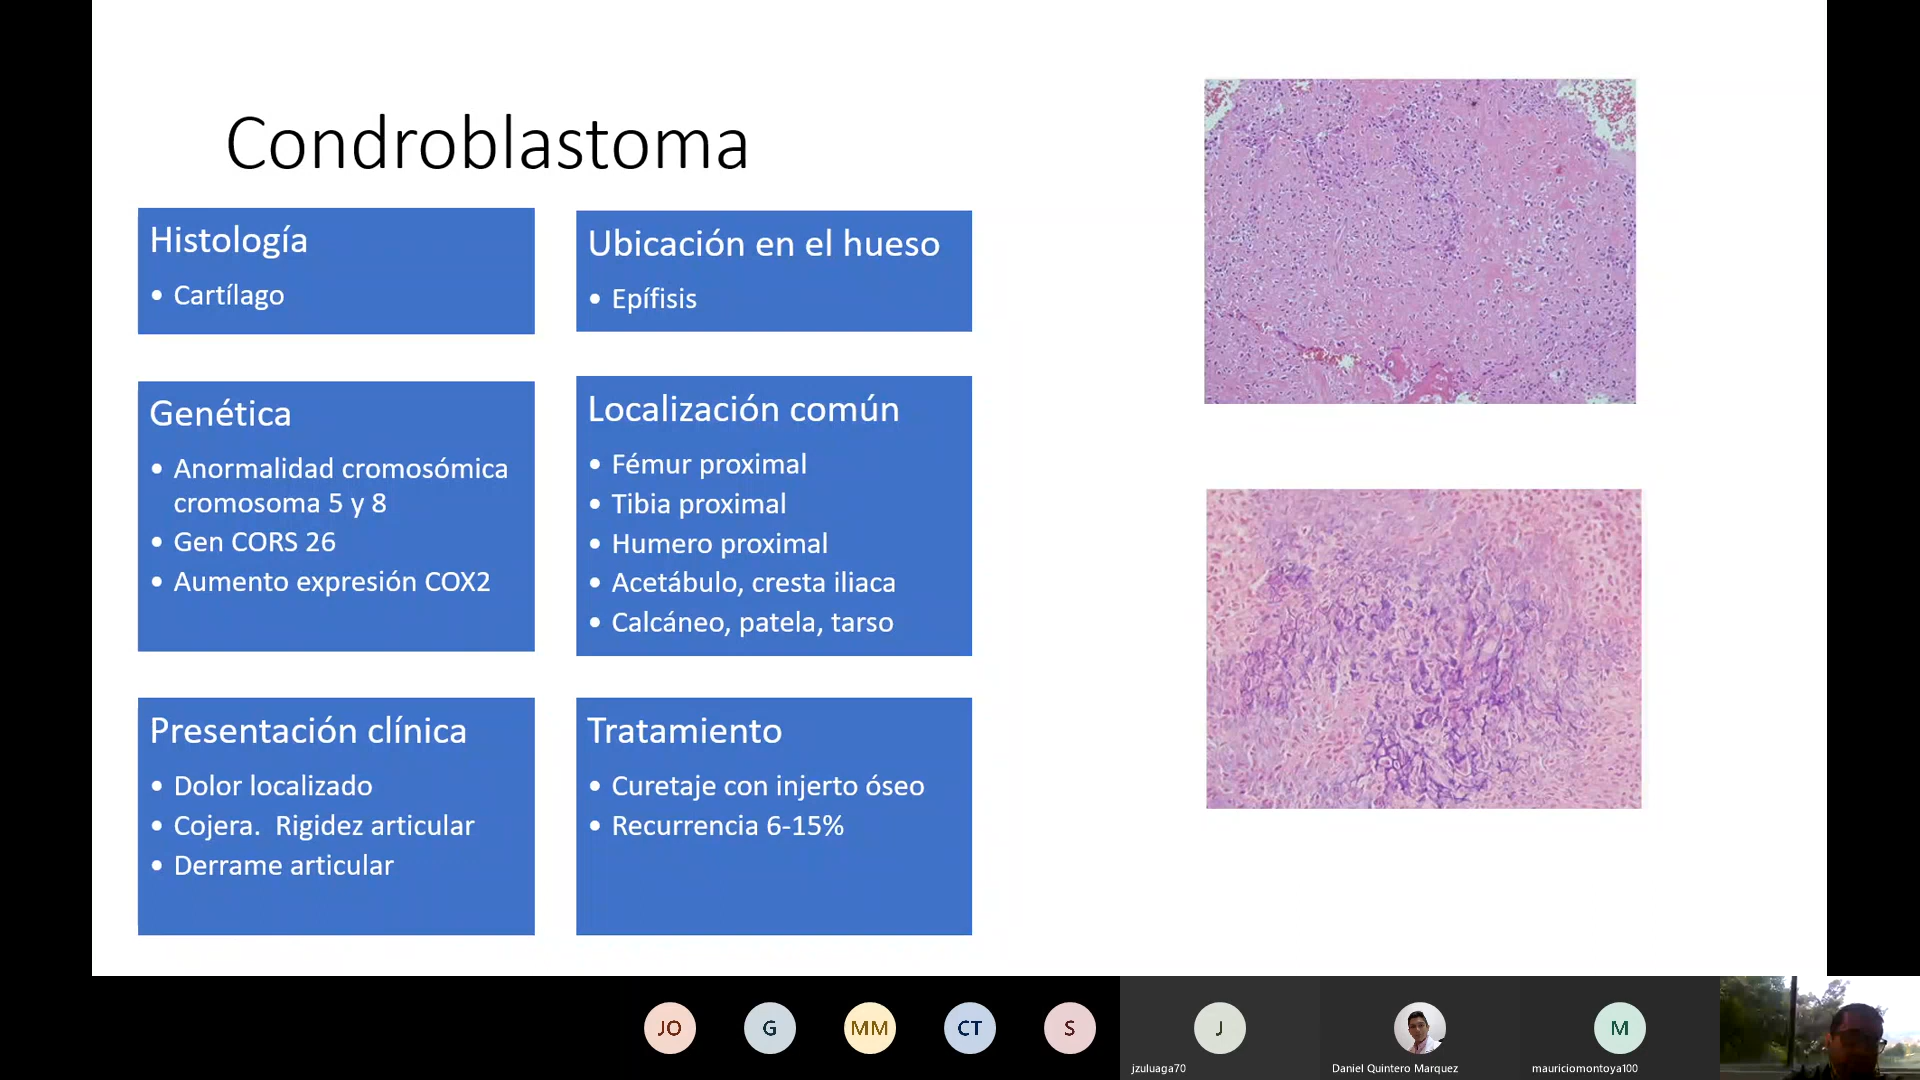 Condroblastoma
Histología
• Cartílago
Ubicación en el hueso
• Epífisis
Genética
• Anormalidad cromosómica
cromosoma 5 y 8
• Gen CORS 26
• Aumento expresión COX2
Localización común
• Fémur proximal
• Tibia proximal
• Humero proximal
• Acetábulo, cresta iliaca
• Calcáneo, patela, tarso
Presentación clínica
• Dolor localizado
• Cojera.  Rigidez articular
• Derrame articular
Tratamiento
• Curetaje con injerto óseo
• Recurrencia 6-15%
JO
G
MM
CT
S
J
M
jzuluaga70
Daniel Quintero Marquez
mauriciomontoya100